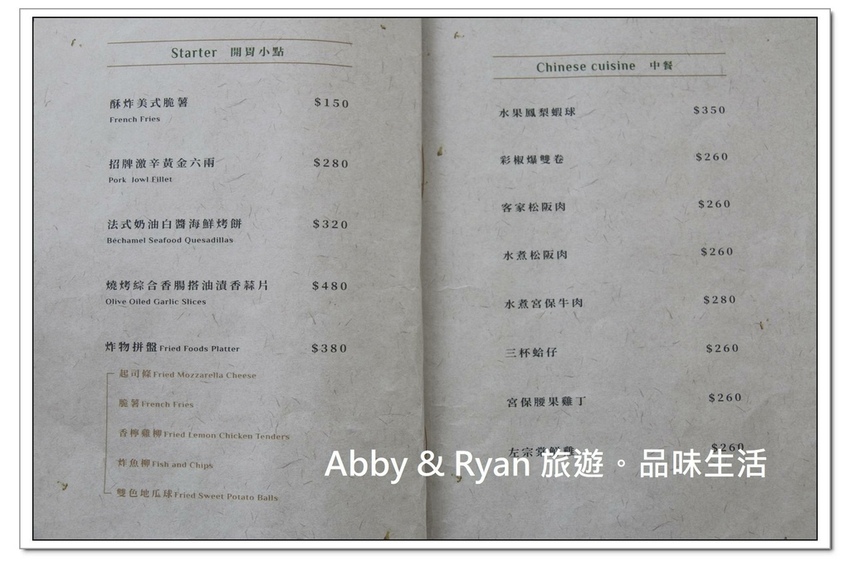 Starter 開胃小點
酥炸美式脆薯 $150
French Fries
招牌激辛黃金六兩 $280
Pork Jowl Fillet
法式奶油白醬海鮮烤餅 $320
Béchamel Seafood Quesadillas
燒烤綜合香腸搭油漬香蒜片 $480
Olive Oiled Garlic Slices
炸物拼盤 Fried Foods Platter $380
起司條 Fried Mozzarella Cheese
脆薯 French Fries
香檸雞柳 Fried Lemon Chicken Tenders
炸魚柳 Fish and Chips
雙色地瓜球 Fried Sweet Potato Balls
Chinese cuisine 中餐
水果鳳梨蝦球 $350
彩椒爆雙卷 $260
客家松阪肉 $260
水煮松阪肉 $260
水煮宮保牛肉 $280
三杯蛤仔 $260
宮保腰果雞丁 $260
左宗棠 $260
Abby & Ryan 旅遊。品味生活